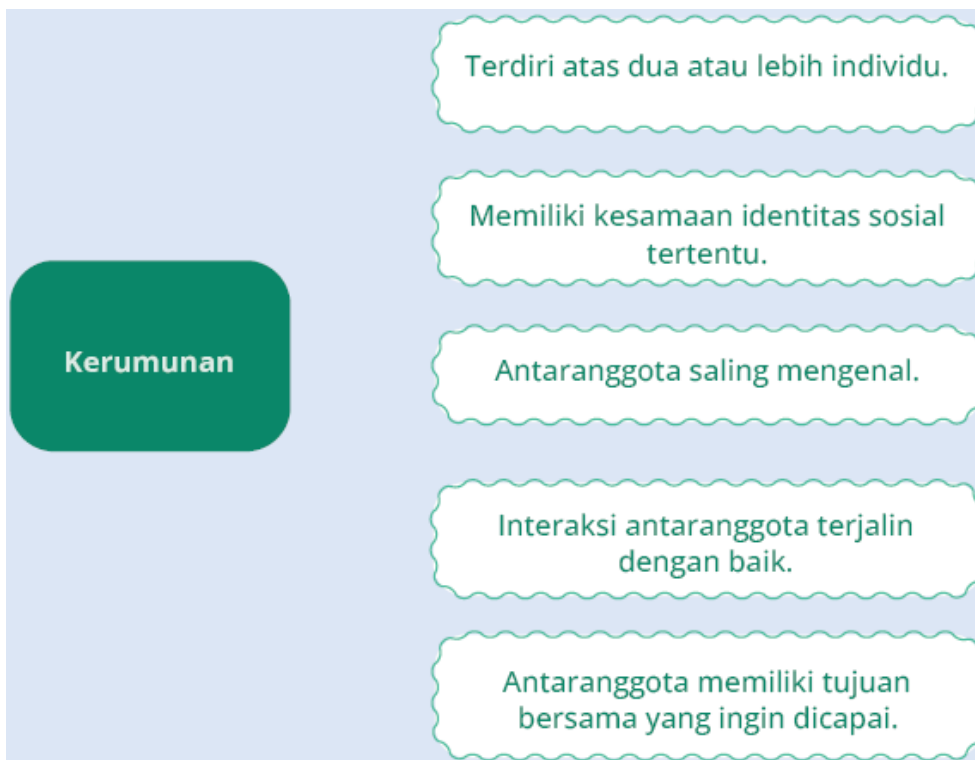 Kerumunan
Terdiri atas dua atau lebih individu.
Memiliki kesamaan identitas sosial
tertentu.
Antaranggota saling mengenal.
Interaksi antaranggota terjalin
dengan baik.
Antaranggota memiliki tujuan
bersama yang ingin dicapai.